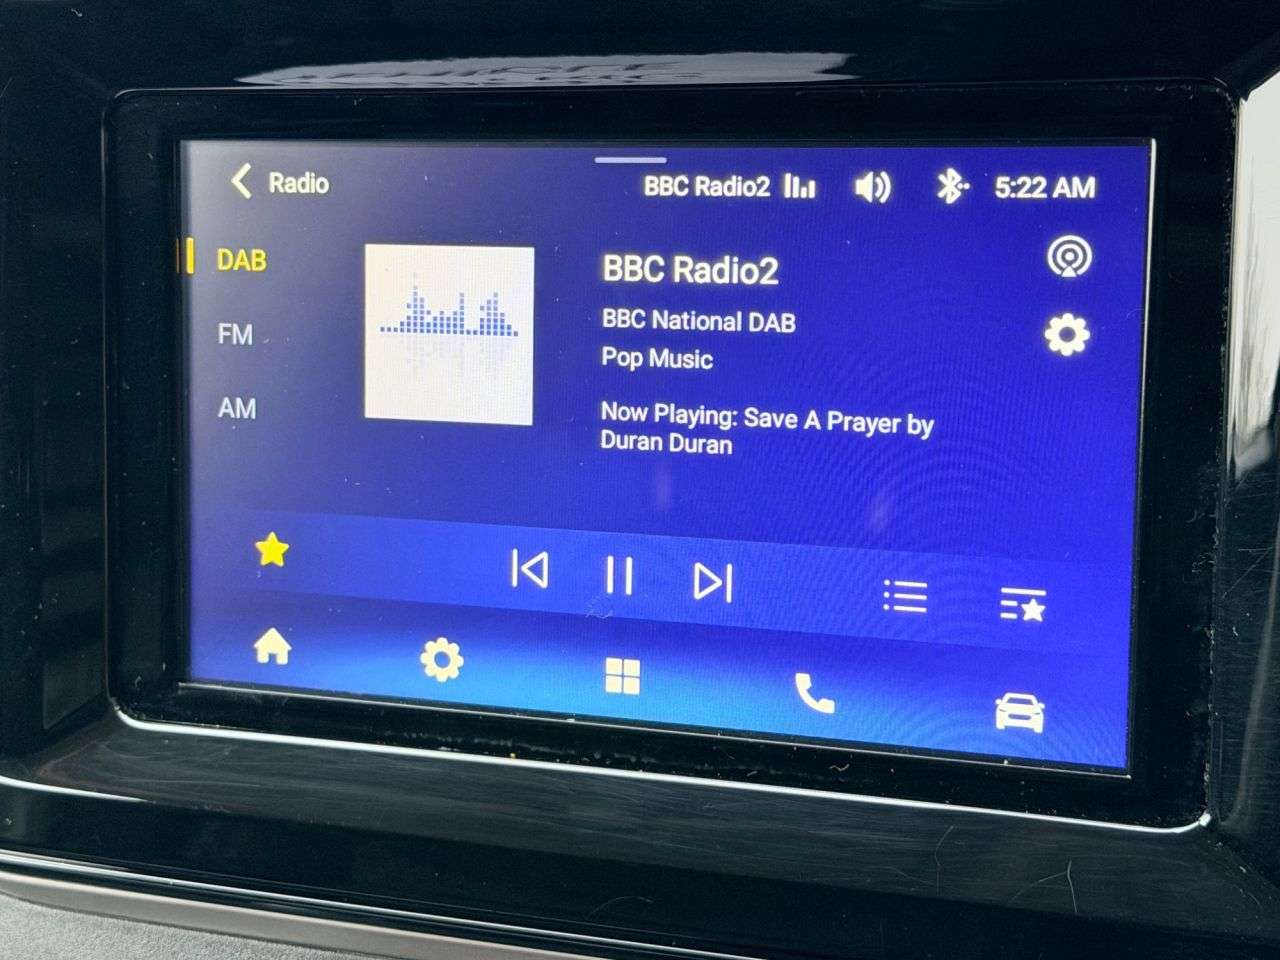 Radio
BBC Radio2
5:22 AM
DAB
FM
AM
BBC Radio2
BBC National DAB
Pop Music
Now Playing: Save A Prayer by
Duran Duran